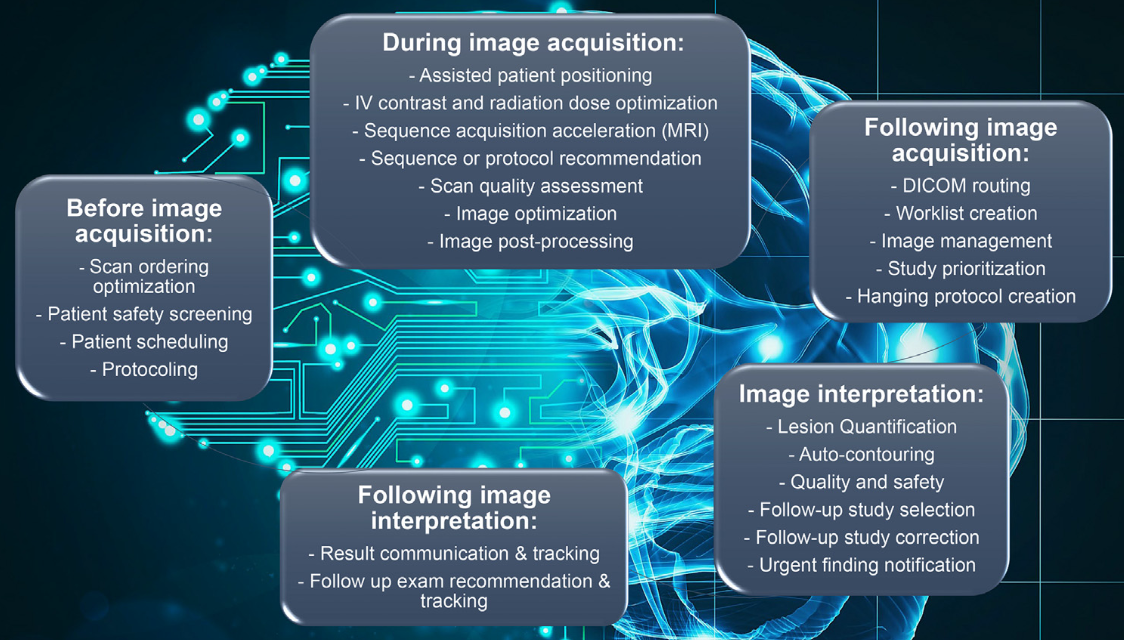 Before image
acquisition:
- Scan ordering
optimization
- Patient safety screening
- Patient scheduling
- Protocoling
During image acquisition:
- Assisted patient positioning
- IV contrast and radiation dose optimization
- Sequence acquisition acceleration (MRI)
- Sequence or protocol recommendation
- Scan quality assessment
- Image optimization
- Image post-processing
Following image
acquisition:
- DICOM routing
- Worklist creation
- Image management
- Study prioritization
- Hanging protocol creation
Image interpretation:
- Lesion Quantification
- Auto-contouring
- Quality and safety
- Follow-up study selection
- Follow-up study correction
- Urgent finding notification
Following image
interpretation:
- Result communication & tracking
- Follow up exam recommendation &
tracking